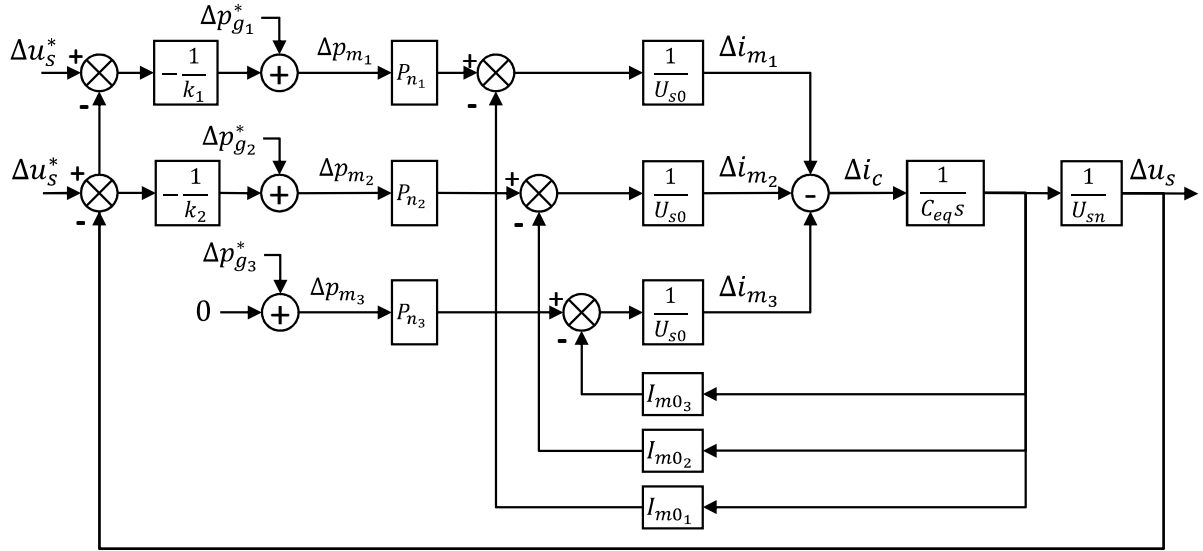 Δp*g1
Δu*s + - −1/k1 + Δpm1 Pn1 + - 1/Us0 Δim1
Δp*g2
Δu*s + - −1/k2 + Δpm2 Pn2 + - 1/Us0 Δim2 - Δic 1/Ceqs 1/Usn Δus
Δp*g3
0 + Δpm3 Pn3 + - 1/Us0 Δim3
Im03
Im02
Im01